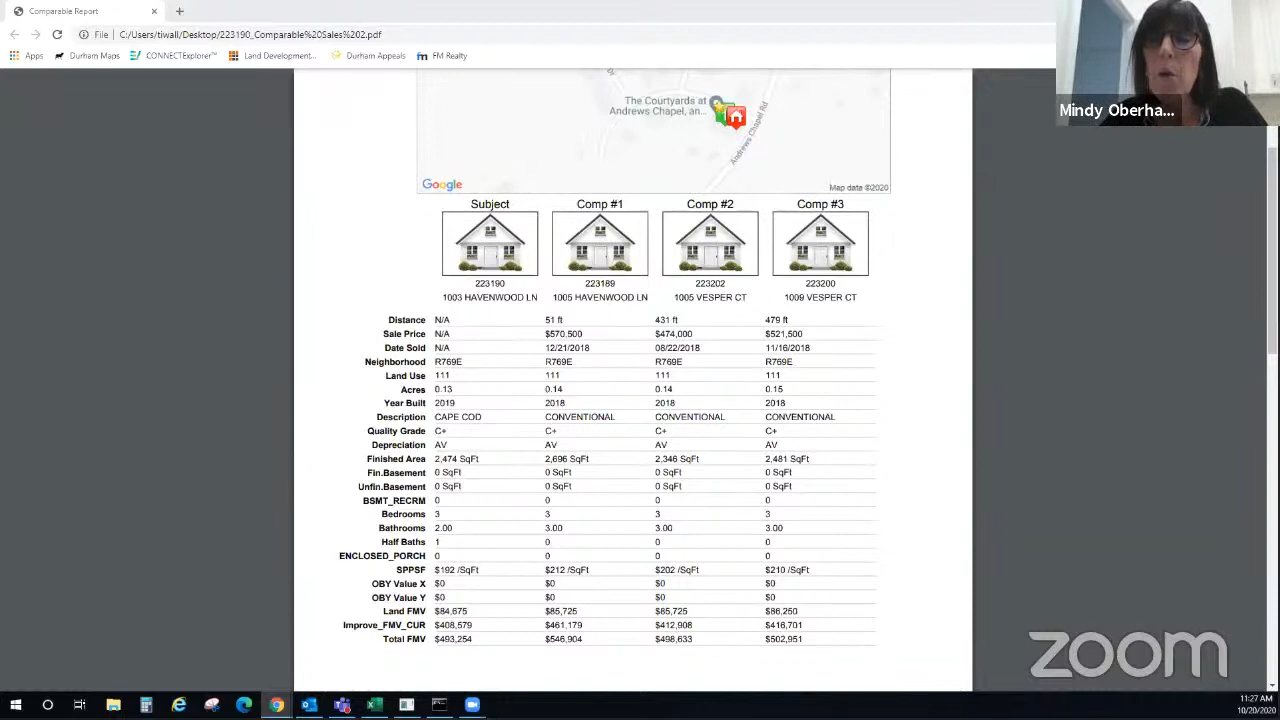 Comparable Report
File | C:/Users/tiwall/Desktop/223190_Comparable%20Sales%202.pdf
Apps Durham Maps CONNECTExplorer™ Land Development... Durham Appeals FM Realty
Mindy Oberha...
Dr
The Courtyards at
Andrews Chapel, an...
Andrews Chapel Rd
Google Map data ©2020
Subject Comp #1 Comp #2 Comp #3
223190 223189 223202 223200
1003 HAVENWOOD LN 1005 HAVENWOOD LN 1005 VESPER CT 1009 VESPER CT
Distance N/A 51 ft 431 ft 479 ft
Sale Price N/A $570,500 $474,000 $521,500
Date Sold N/A 12/21/2018 08/22/2018 11/16/2018
Neighborhood R769E R769E R769E R769E
Land Use 111 111 111 111
Acres 0.13 0.14 0.14 0.15
Year Built 2019 2018 2018 2018
Description CAPE COD CONVENTIONAL CONVENTIONAL CONVENTIONAL
Quality Grade C+ C+ C+ C+
Depreciation AV AV AV AV
Finished Area 2,474 SqFt 2,696 SqFt 2,346 SqFt 2,481 SqFt
Fin.Basement 0 SqFt 0 SqFt 0 SqFt 0 SqFt
Unfin.Basement 0 SqFt 0 SqFt 0 SqFt 0 SqFt
BSMT_RECRM 0 0 0 0
Bedrooms 3 3 3 3
Bathrooms 2.00 3.00 3.00 3.00
Half Baths 1 0 0 0
ENCLOSED_PORCH 0 0 0 0
SPPSF $192 /SqFt $212 /SqFt $202 /SqFt $210 /SqFt
OBY Value X $0 $0 $0 $0
OBY Value Y $0 $0 $0 $0
Land FMV $84,675 $85,725 $85,725 $86,250
Improve_FMV_CUR $408,579 $461,179 $412,908 $416,701
Total FMV $493,254 $546,904 $498,633 $502,951
zoom
11:27 AM
10/20/2020